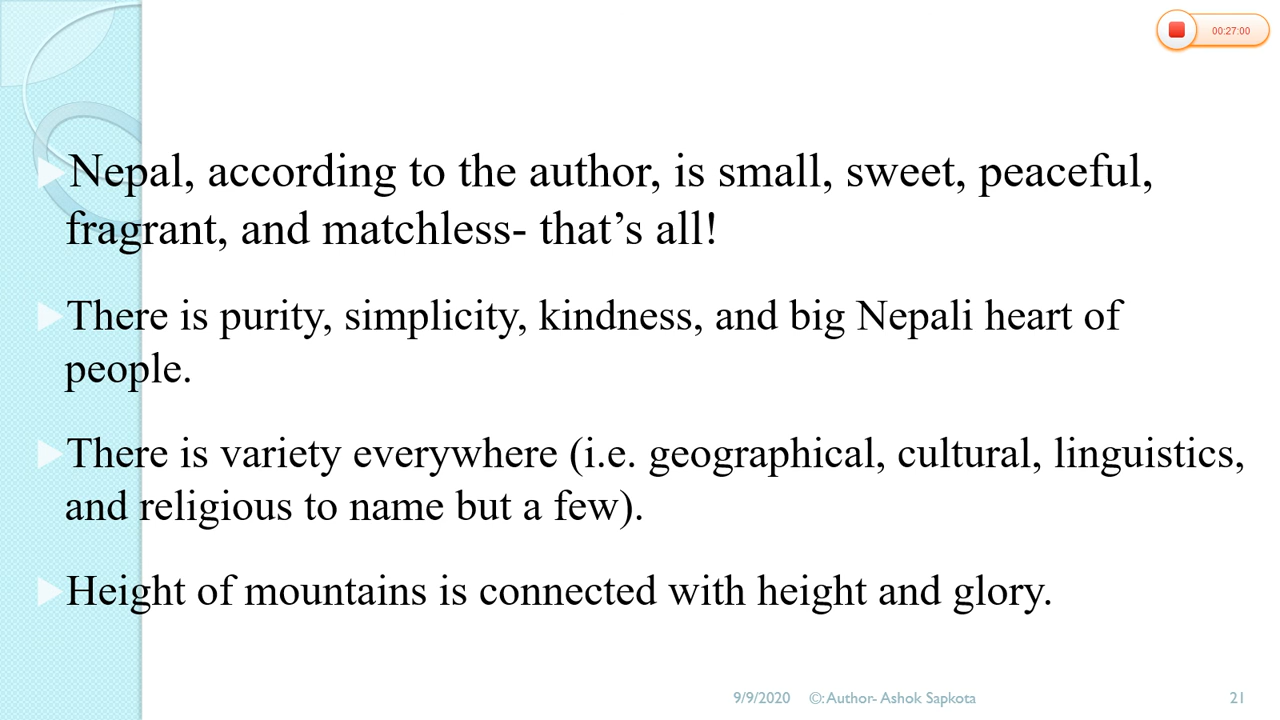 00:27:00
Nepal, according to the author, is small, sweet, peaceful,
fragrant, and matchless- that’s all!
There is purity, simplicity, kindness, and big Nepali heart of
people.
There is variety everywhere (i.e. geographical, cultural, linguistics,
and religious to name but a few).
Height of mountains is connected with height and glory.
9/9/2020 ©:Author- Ashok Sapkota 21